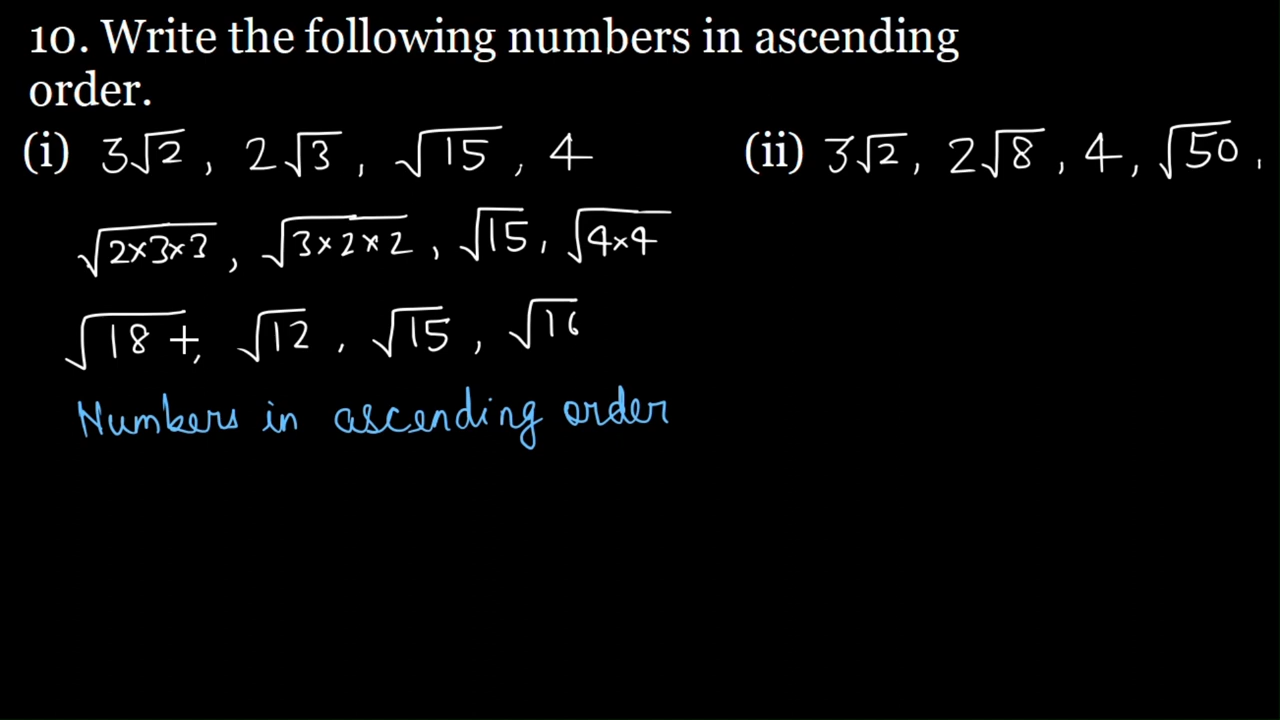 10. Write the following numbers in ascending
order.
(i) 3√2, 2√3, √15, 4
(ii) 3√2, 2√8, 4, √50,
√2×3×3, √3×2×2, √15, √4×4
√18+, √12, √15, √16
Numbers in ascending order